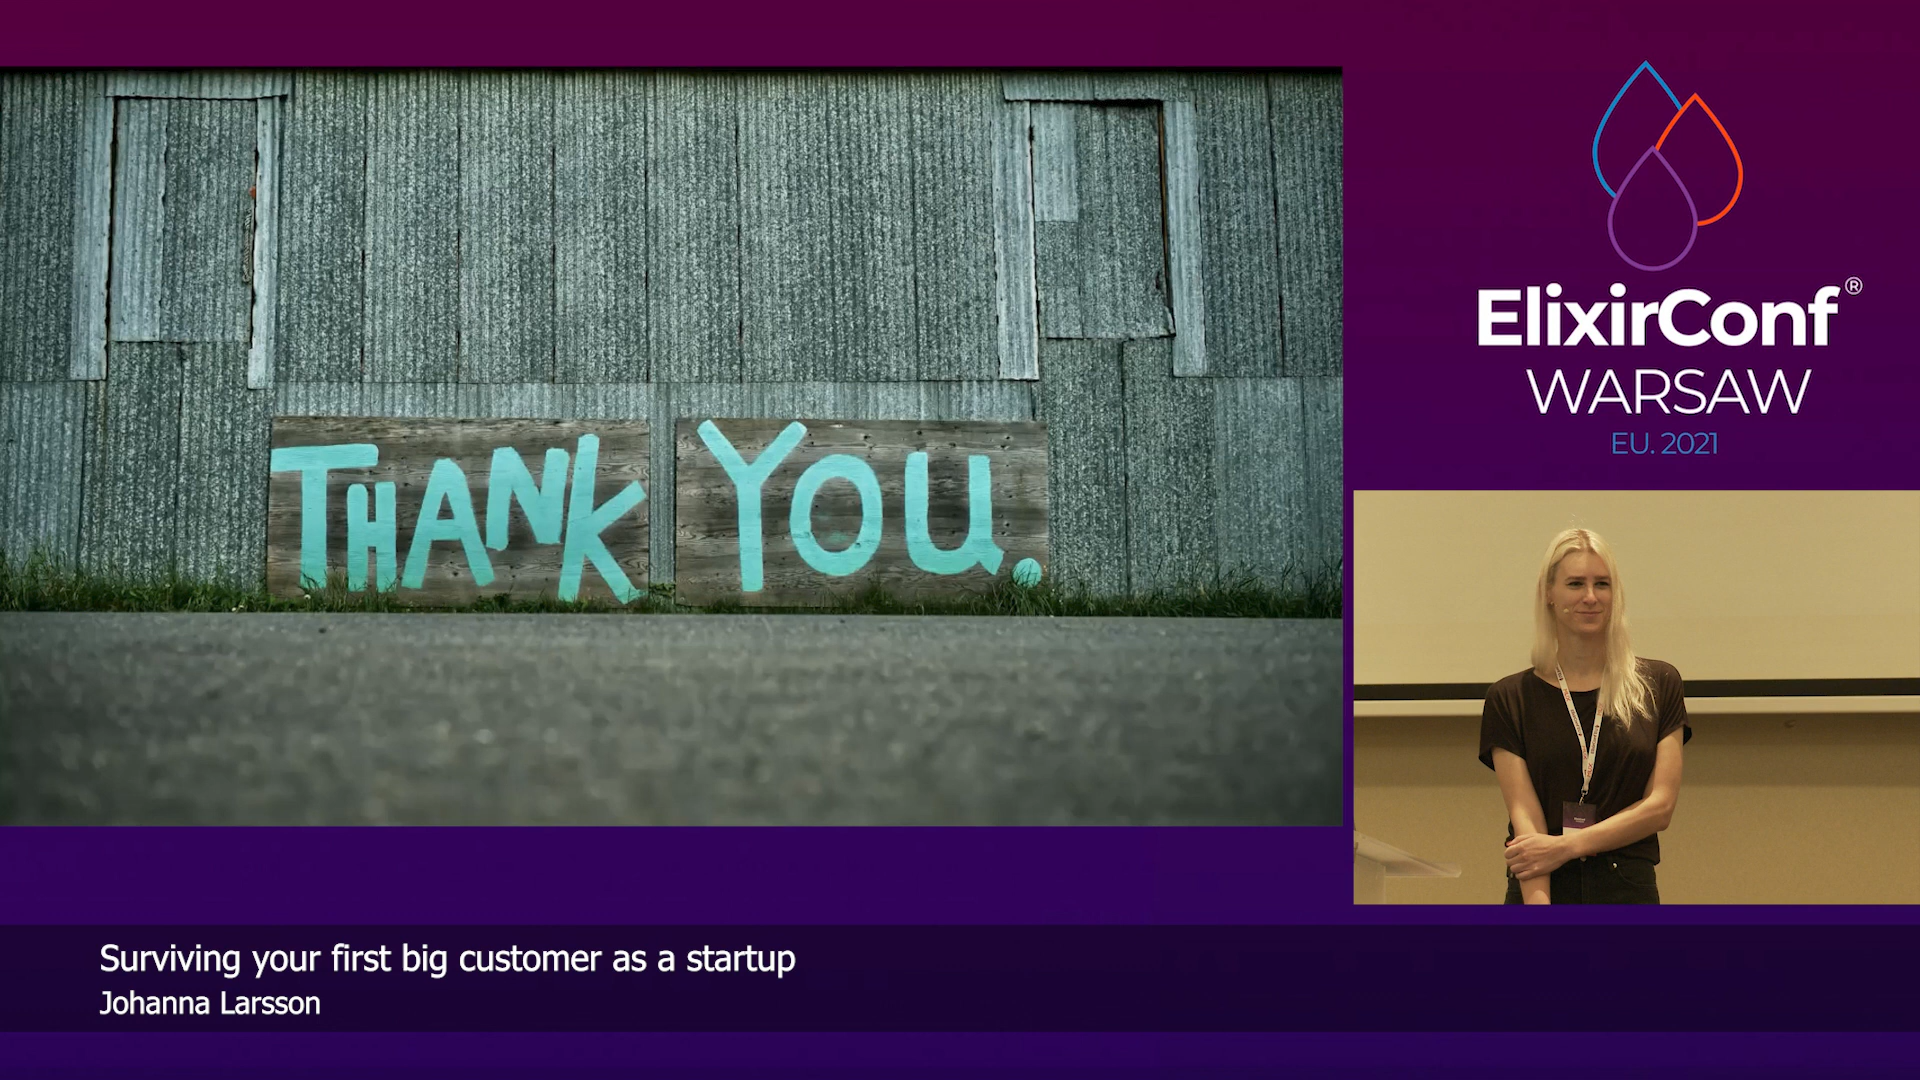 THANK YOU.
ElixirConf®
WARSAW
EU. 2021
Surviving your first big customer as a startup
Johanna Larsson